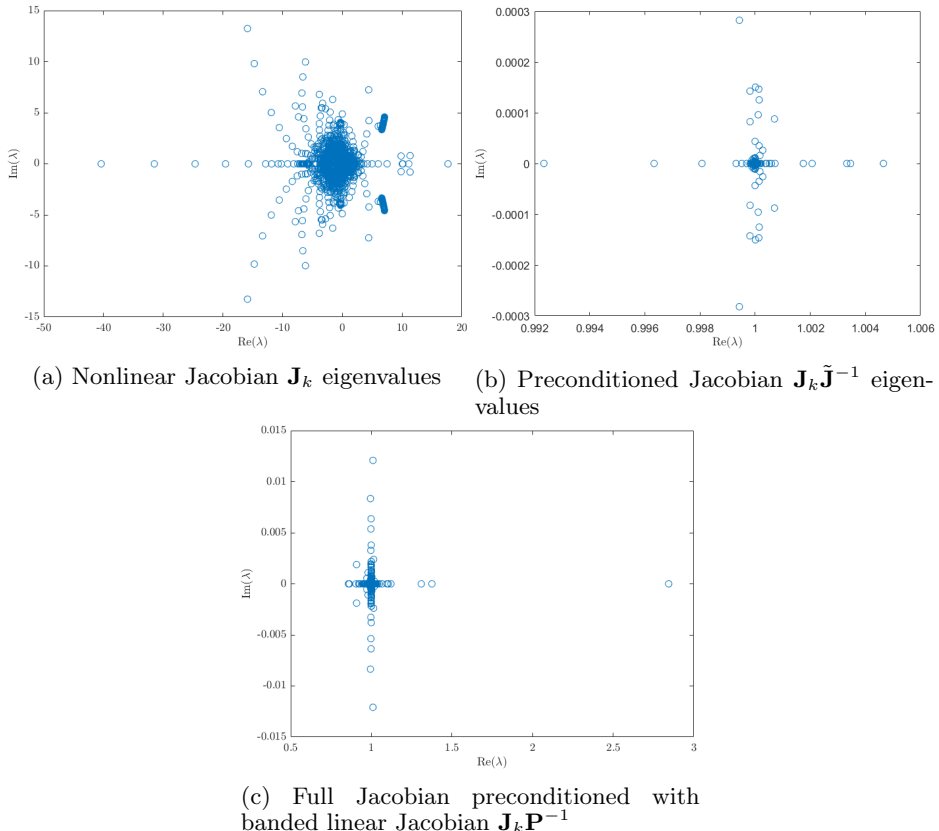 15
10
5
0
-5
-10
-15
-50 -40 -30 -20 -10 0 10 20
Im(λ)
Re(λ)
0.0003
0.0002
0.0001
0
-0.0001
-0.0002
-0.0003
0.992 0.994 0.996 0.998 1 1.002 1.004 1.006
Im(λ)
Re(λ)
(a) Nonlinear Jacobian J_k eigenvalues
(b) Preconditioned Jacobian J_kJ̃^{-1} eigen-
values
0.015
0.01
0.005
0
-0.005
-0.01
-0.015
0.5 1 1.5 2 2.5 3
Im(λ)
Re(λ)
(c) Full Jacobian preconditioned with
banded linear Jacobian J_kP^{-1}